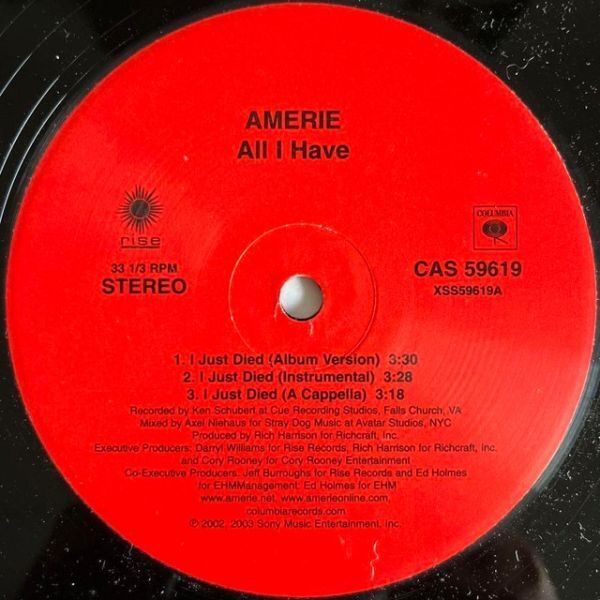 AMERIE
All I Have
rise
COLUMBIA
33 1/3 RPM
STEREO
CAS 59619
XSS59619A
1. I Just Died (Album Version) 3:30
2. I Just Died (Instrumental) 3:28
3. I Just Died (A Cappella) 3:18
Recorded by Ken Schubert at Cue Recording Studios, Falls Church, VA
Mixed by Axel Niehaus for Stray Dog Music at Avatar Studios, NYC
Produced by Rich Harrison for Richcraft, Inc.
Executive Producers: Darryl Williams for Rise Records, Rich Harrison for Richcraft, Inc.
and Cory Rooney for Cory Rooney Entertainment
Co-Executive Producers: Jeff Burroughs for Rise Records and Ed Holmes
for EHMManagement: Ed Holmes for EHM
www.amerie.net, www.amerieonline.com,
columbiarecords.com
℗ 2002, 2003 Sony Music Entertainment, Inc.